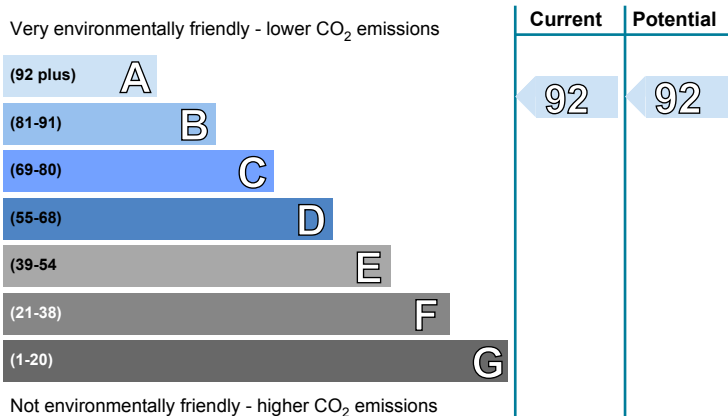 Current Potential
Very environmentally friendly - lower CO2 emissions
(92 plus) A
92 92
(81-91) B
(69-80) C
(55-68) D
(39-54 E
(21-38) F
(1-20) G
Not environmentally friendly - higher CO2 emissions